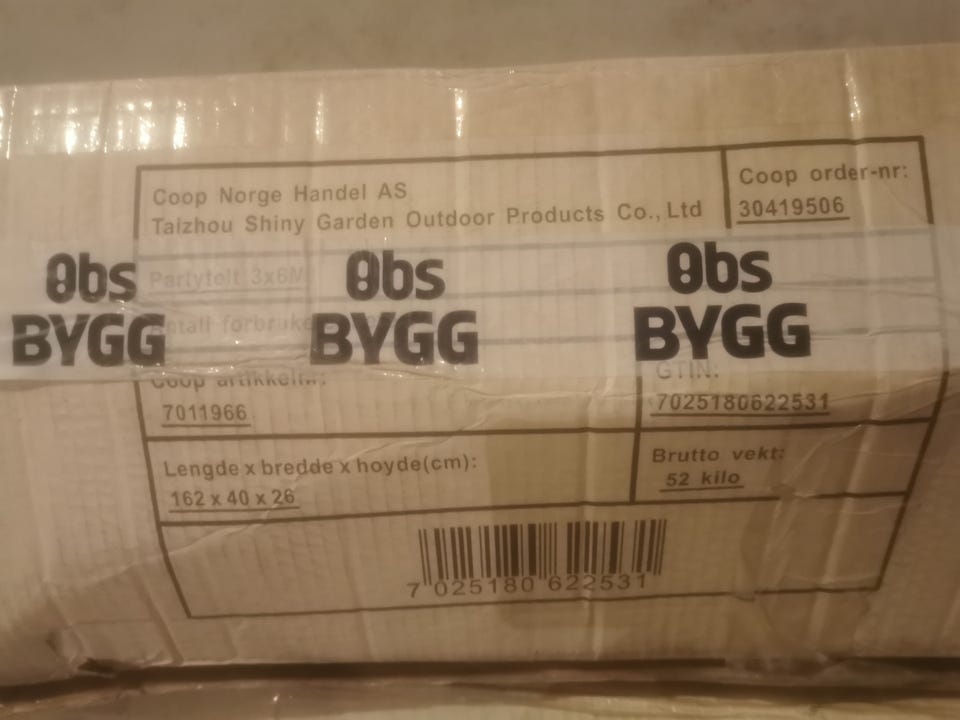 Coop Norge Handel AS
Taizhou Shiny Garden Outdoor Products Co., Ltd
Coop order-nr:
30419506
Partytelt 3x6M
Obs
BYGG
Obs
BYGG
Obs
BYGG
Coop artikkelnr:
7011966
GTIN:
7025180622531
Lengde x bredde x hoyde(cm):
162 x 40 x 26
Brutto vekt:
52 kilo
7 025180 622531